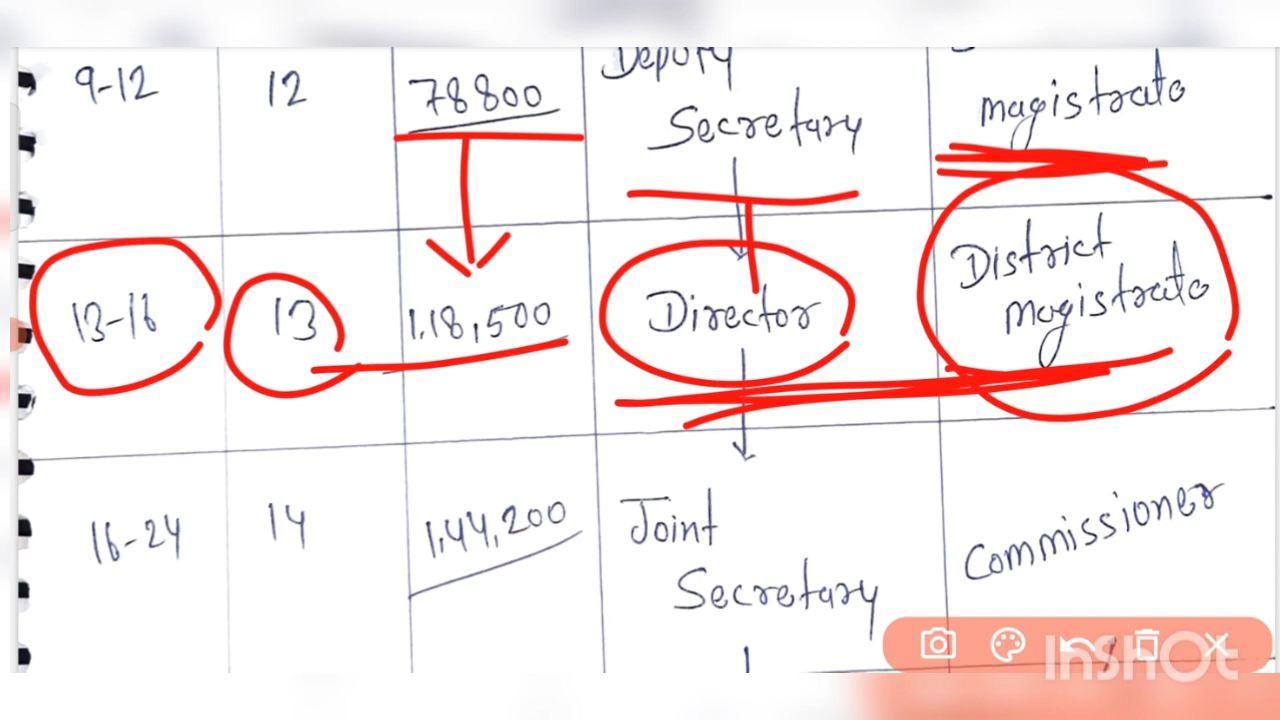 9-12 12 78800 Deputy
Secretary
magistrate
13-16 13 1,18,500 Director District
magistrate
16-24 14 1,44,200 Joint
Secretary
Commissioner
InShOt